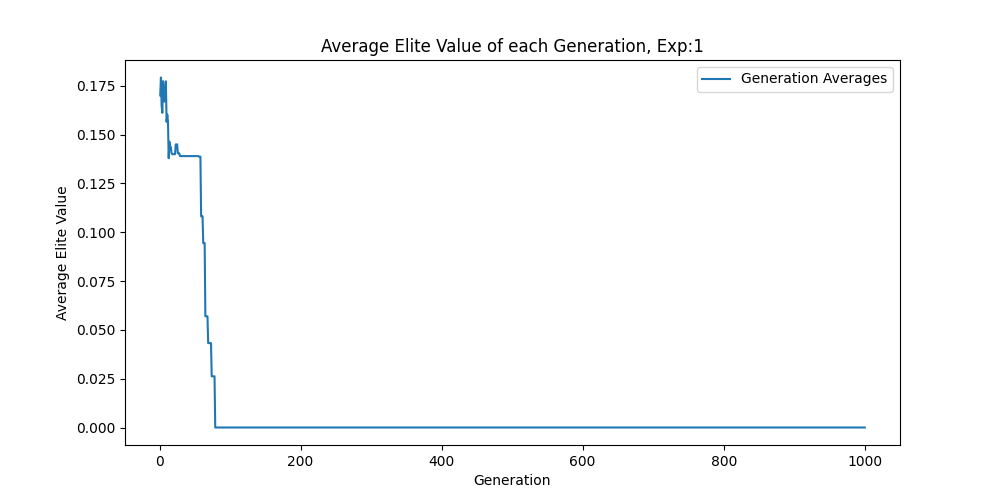 Average Elite Value of each Generation, Exp:1
Generation Averages
0.175
0.150
0.125
0.100
0.075
0.050
0.025
0.000
Average Elite Value
0 200 400 600 800 1000
Generation